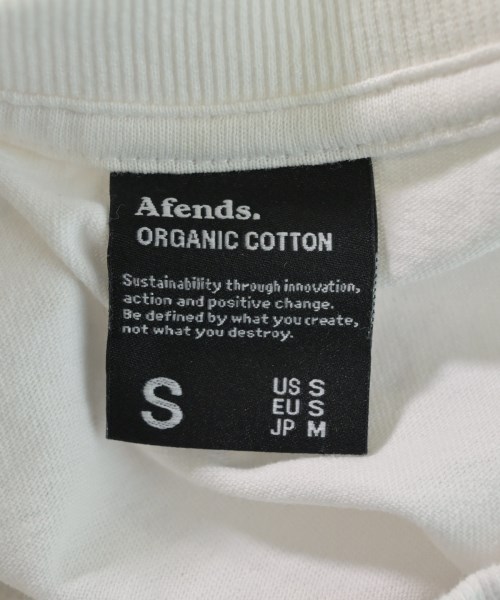 Afends.
ORGANIC COTTON
Sustainability through innovation,
action and positive change.
Be defined by what you create,
not what you destroy.
S
US S
EU S
JP M